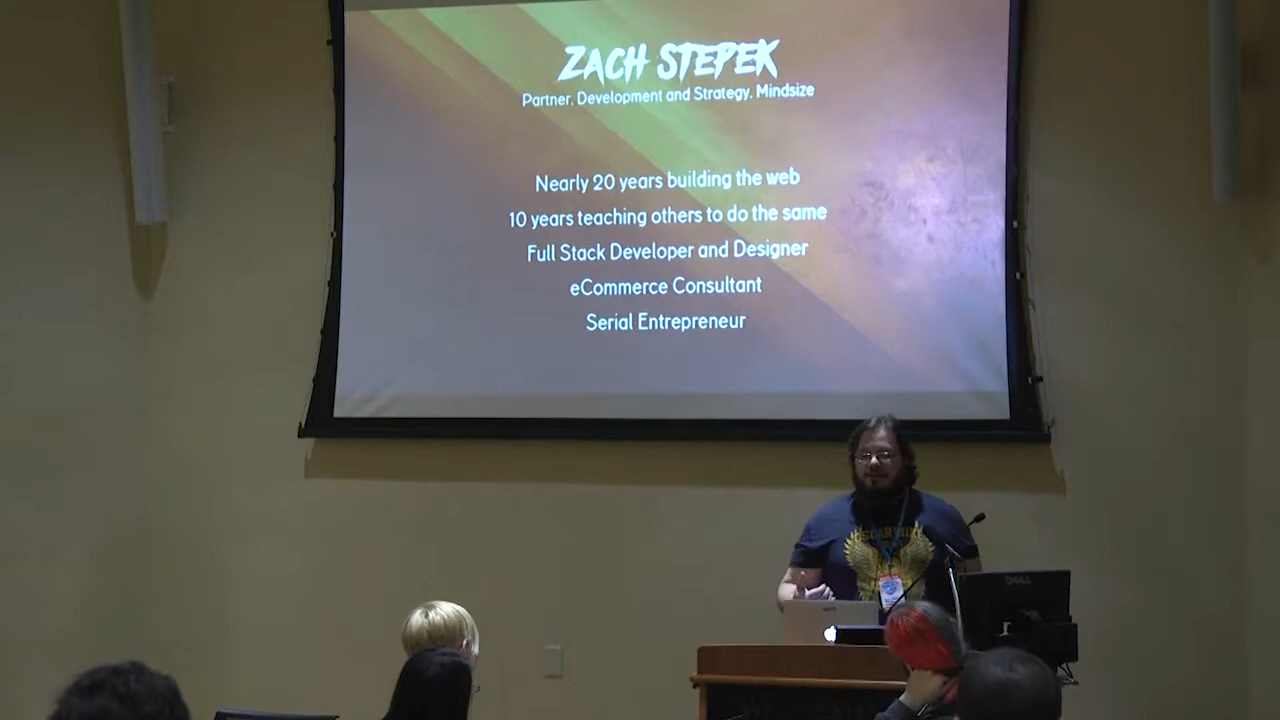 ZACH STEPEK
Partner, Development and Strategy, Mindsize
Nearly 20 years building the web
10 years teaching others to do the same
Full Stack Developer and Designer
eCommerce Consultant
Serial Entrepreneur
DELL